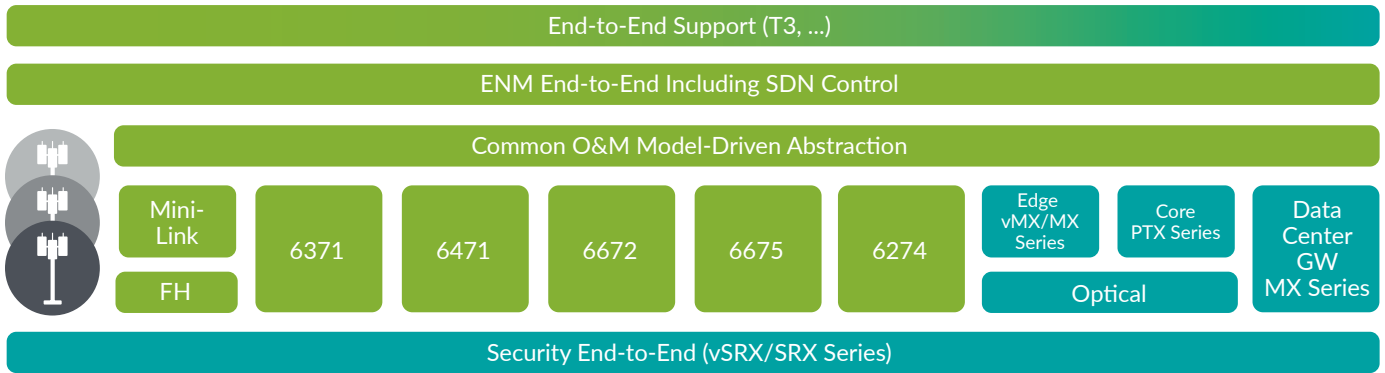 End-to-End Support (T3, ...)
ENM End-to-End Including SDN Control
Common O&M Model-Driven Abstraction
Mini-
Link
FH
6371
6471
6672
6675
6274
Edge
vMX/MX
Series
Core
PTX Series
Optical
Data
Center
GW
MX Series
Security End-to-End (vSRX/SRX Series)